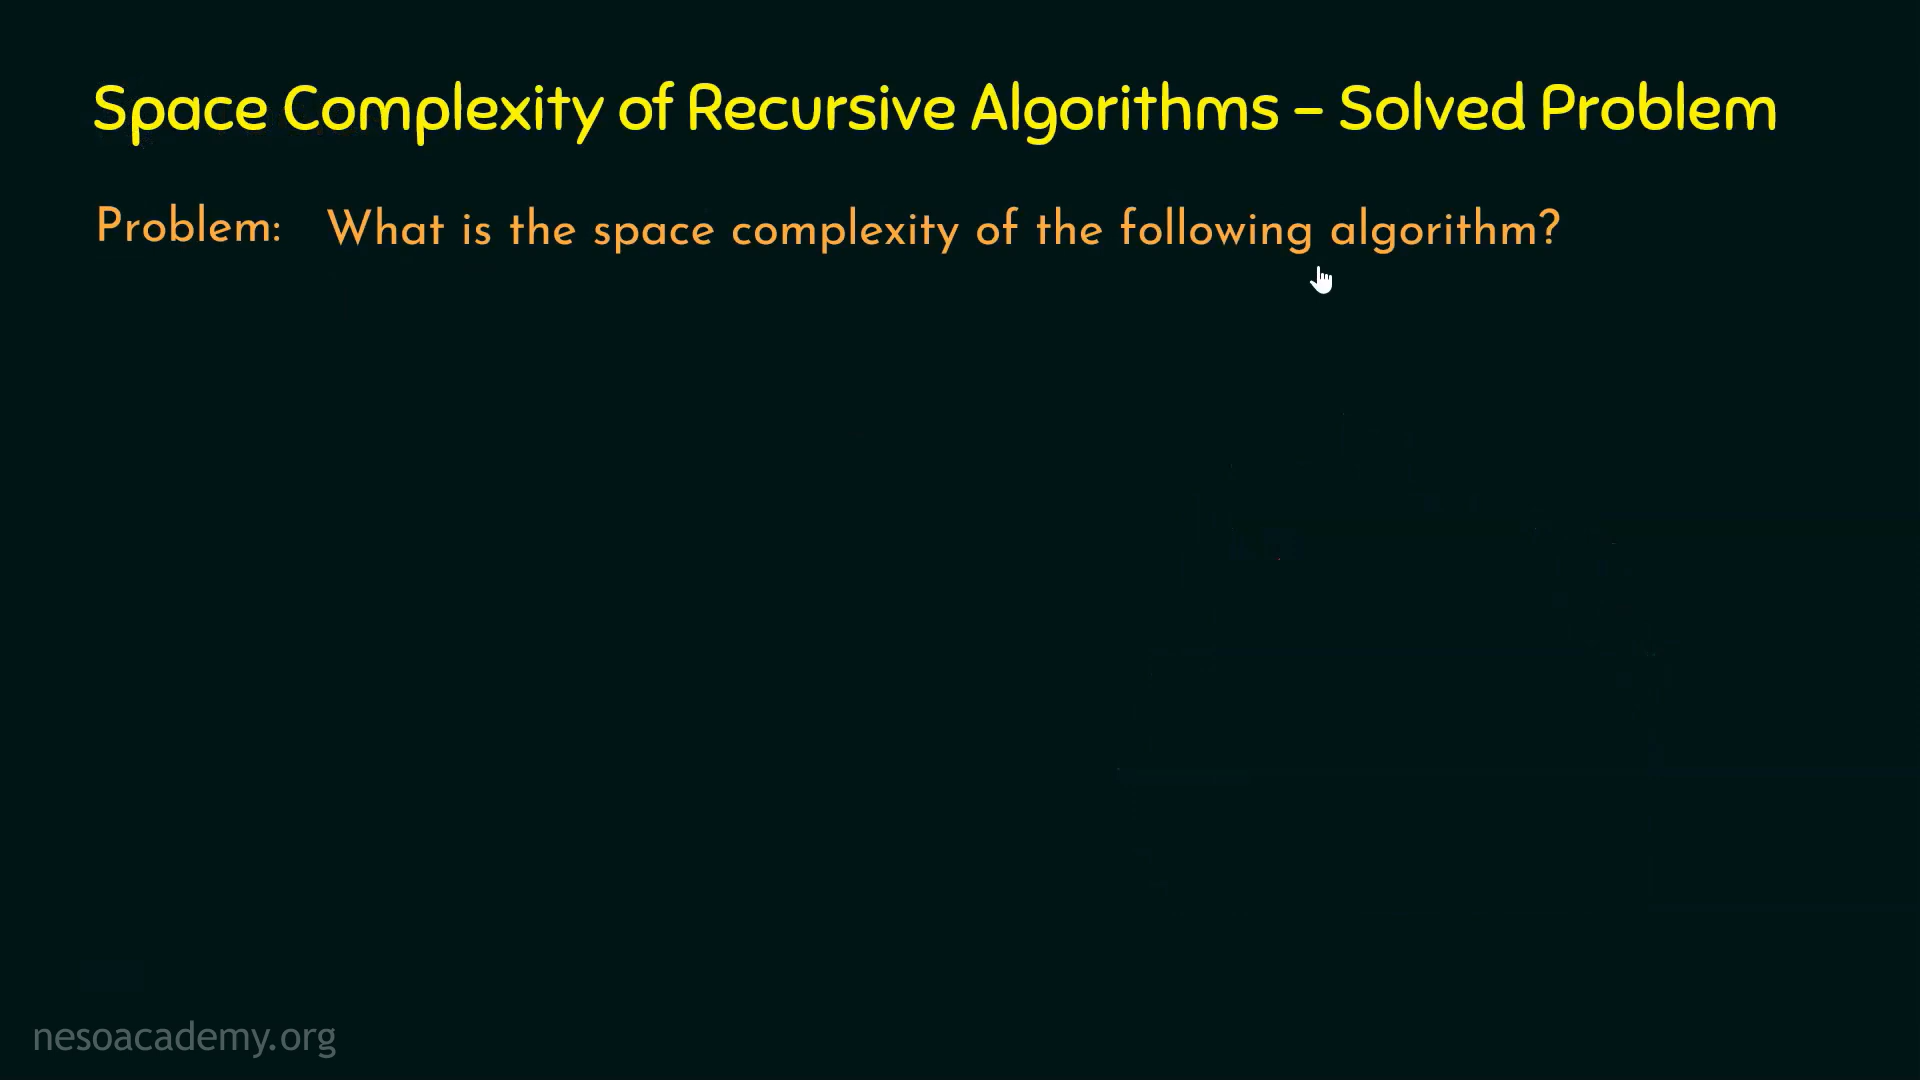 Space Complexity of Recursive Algorithms – Solved Problem
Problem: What is the space complexity of the following algorithm?
nesoacademy.org